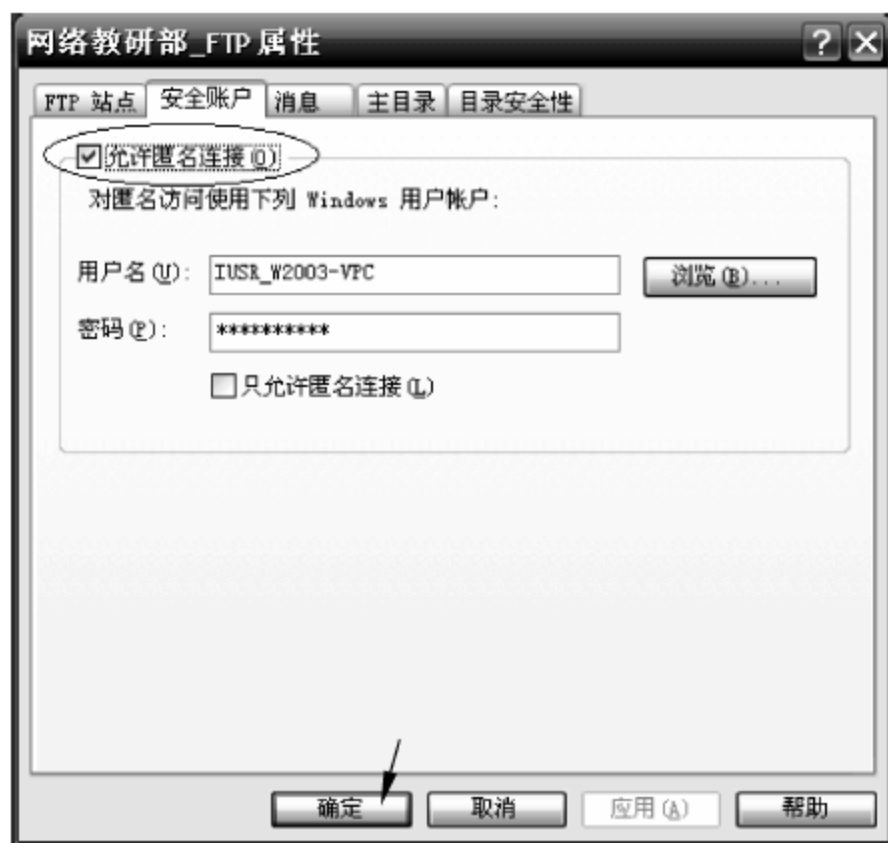 网络教研部_FTP 属性
FTP 站点 安全账户 消息 主目录 目录安全性
允许匿名连接(O)
对匿名访问使用下列 Windows 用户帐户:
用户名(U): IUSR_W2003-VPC 浏览(B)...
密码(P): **********
只允许匿名连接(L)
确定 取消 应用(A) 帮助